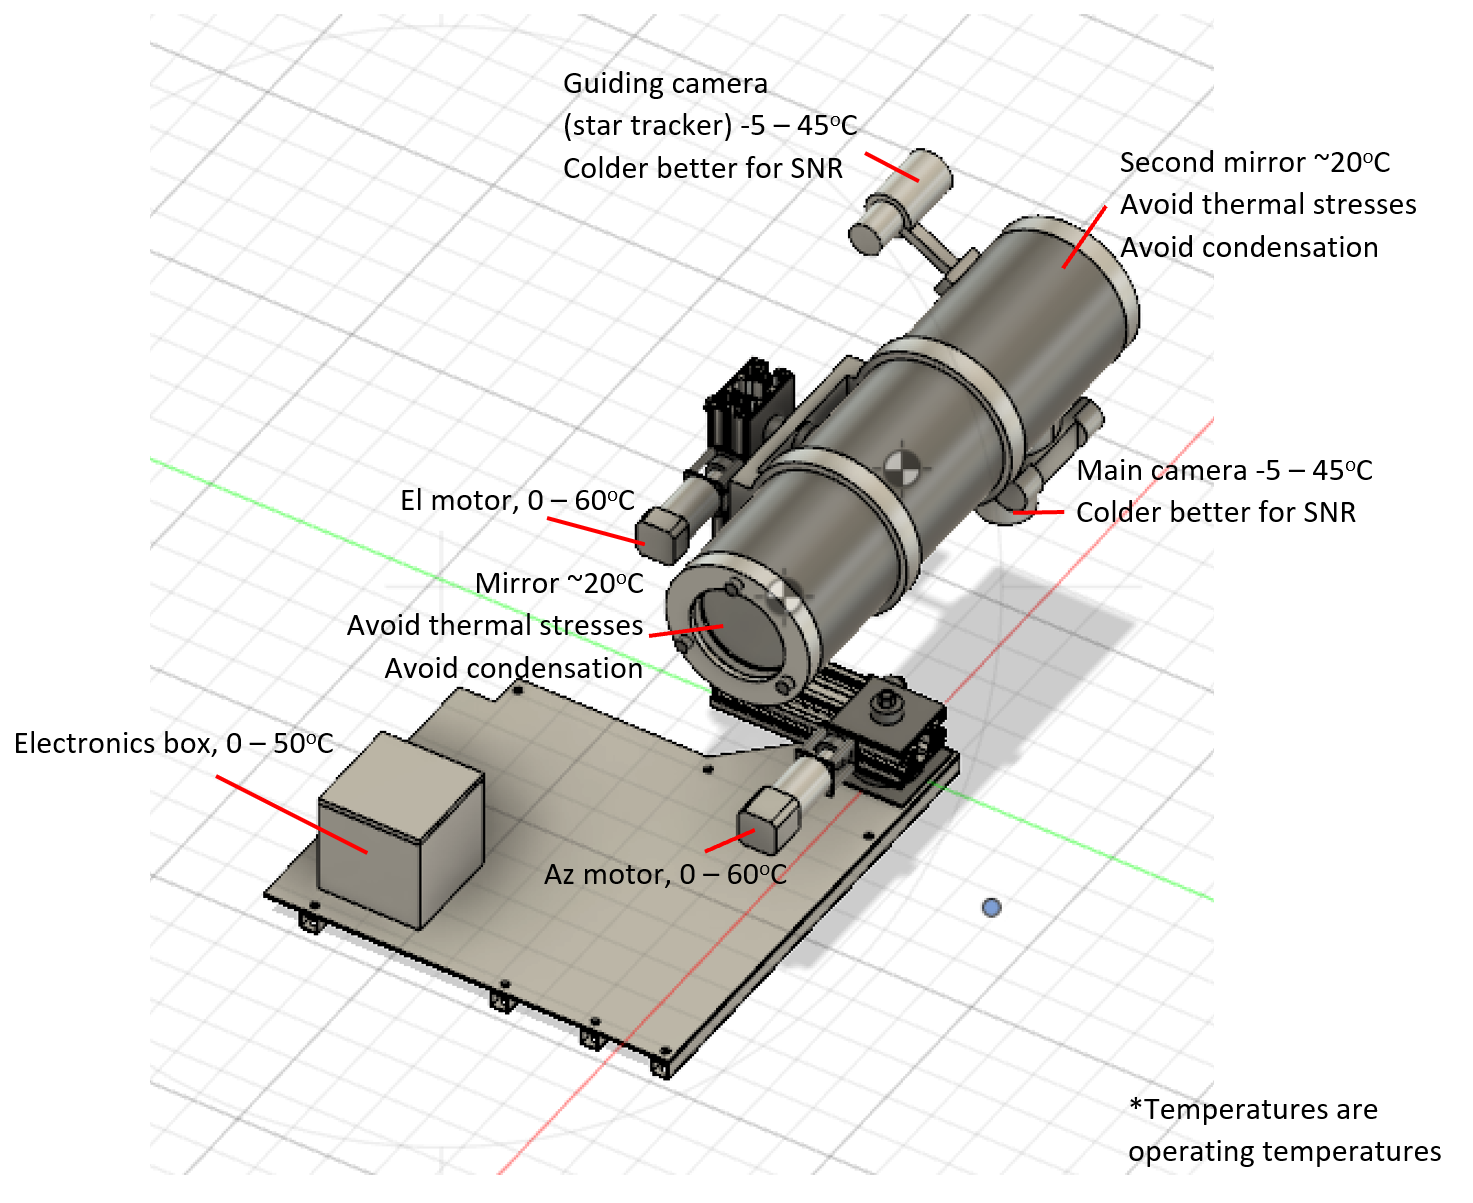 Guiding camera
(star tracker) -5 – 45ºC
Colder better for SNR
Second mirror ~20ºC
Avoid thermal stresses
Avoid condensation
Main camera -5 – 45ºC
Colder better for SNR
El motor, 0 – 60ºC
Mirror ~20ºC
Avoid thermal stresses
Avoid condensation
Electronics box, 0 – 50ºC
Az motor, 0 – 60ºC
*Temperatures are
operating temperatures